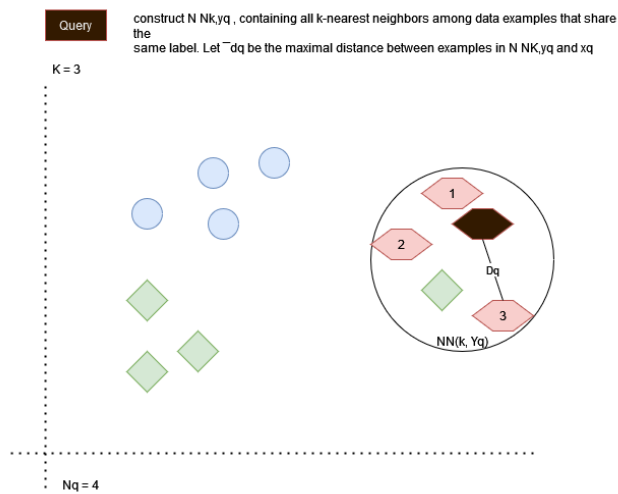 Query
construct N Nk,yq , containing all k-nearest neighbors among data examples that share
the
same label. Let ¯dq be the maximal distance between examples in N NK,yq and xq
K = 3
1
2
Dq
3
NN(k, Yq)
Nq = 4